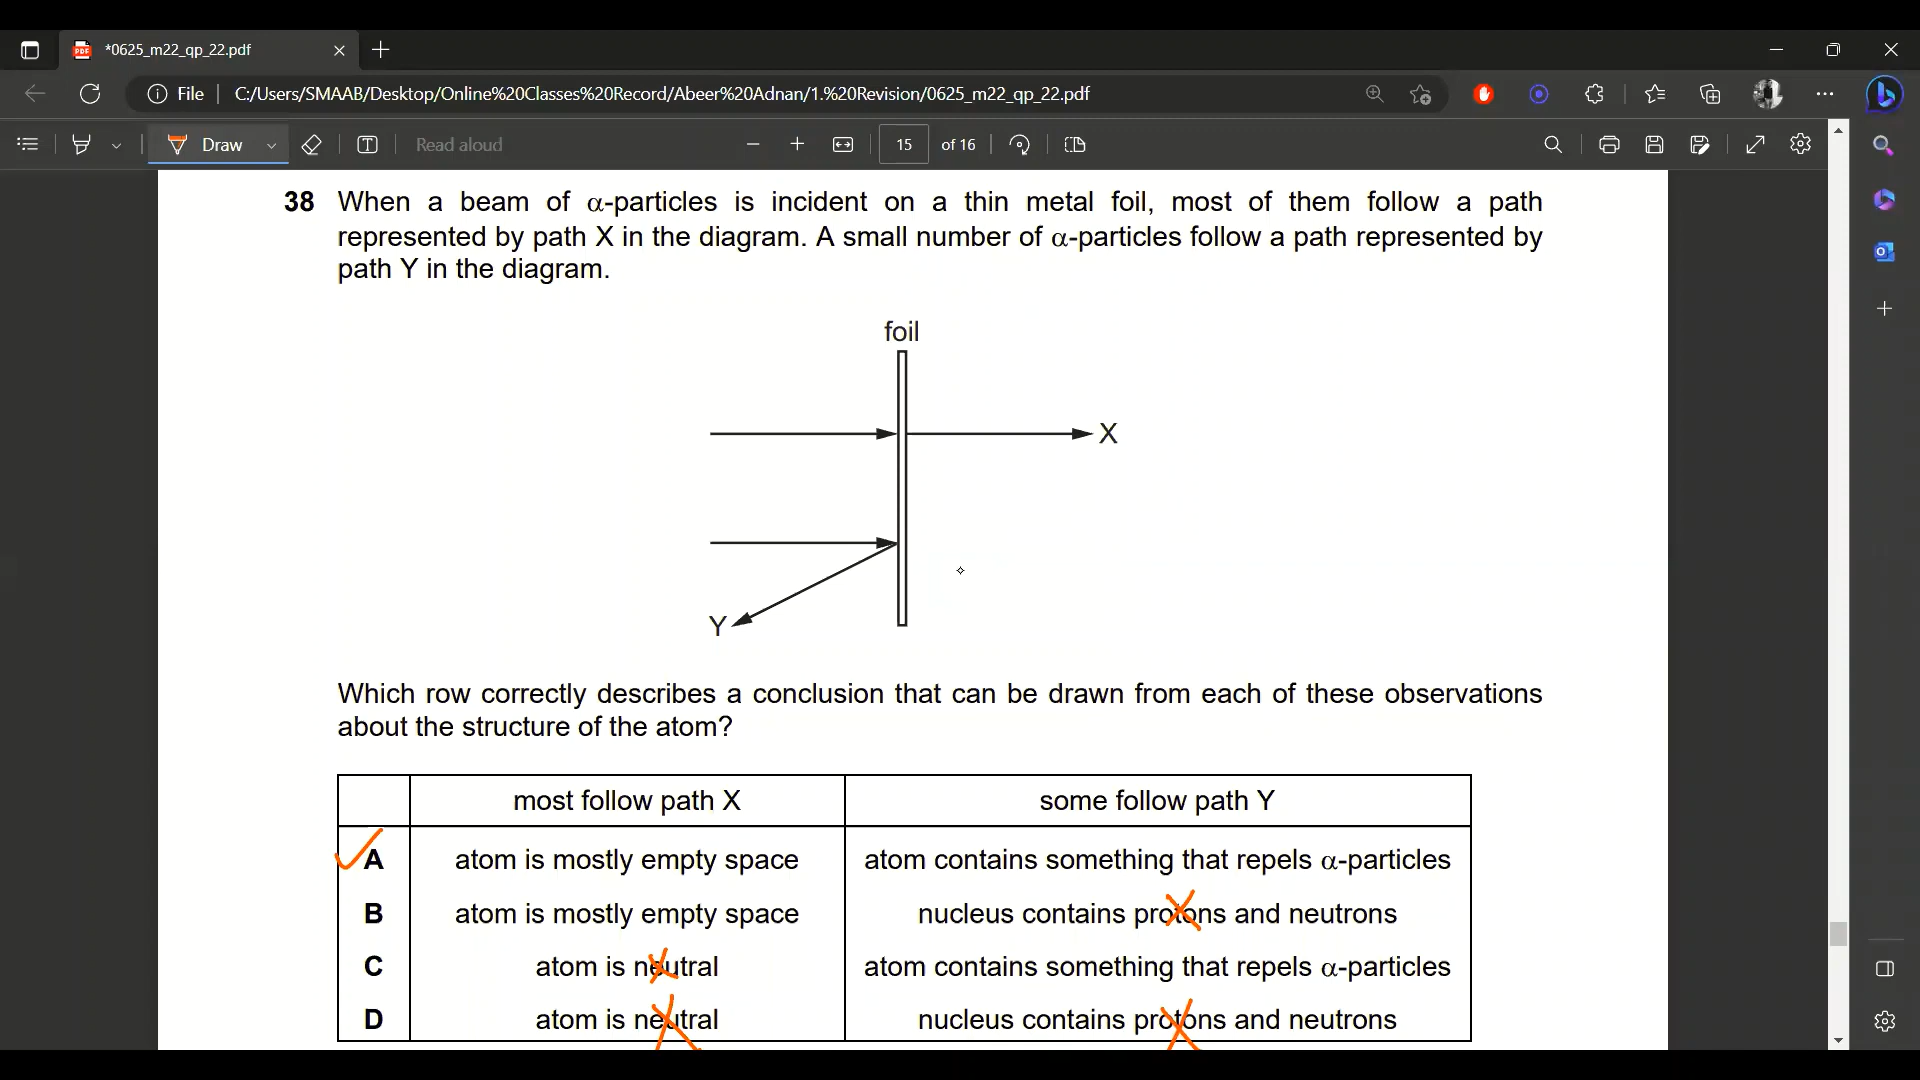 *0625_m22_qp_22.pdf
File
C:/Users/SMAAB/Desktop/Online%20Classes%20Record/Abeer%20Adnan/1.%20Revision/0625_m22_qp_22.pdf
Draw
Read aloud
15
of 16
38 When a beam of α-particles is incident on a thin metal foil, most of them follow a path
represented by path X in the diagram. A small number of α-particles follow a path represented by
path Y in the diagram.
foil
X
Y
Which row correctly describes a conclusion that can be drawn from each of these observations
about the structure of the atom?
most follow path X some follow path Y
A atom is mostly empty space atom contains something that repels α-particles
B atom is mostly empty space nucleus contains protons and neutrons
C atom is neutral atom contains something that repels α-particles
D atom is neutral nucleus contains protons and neutrons